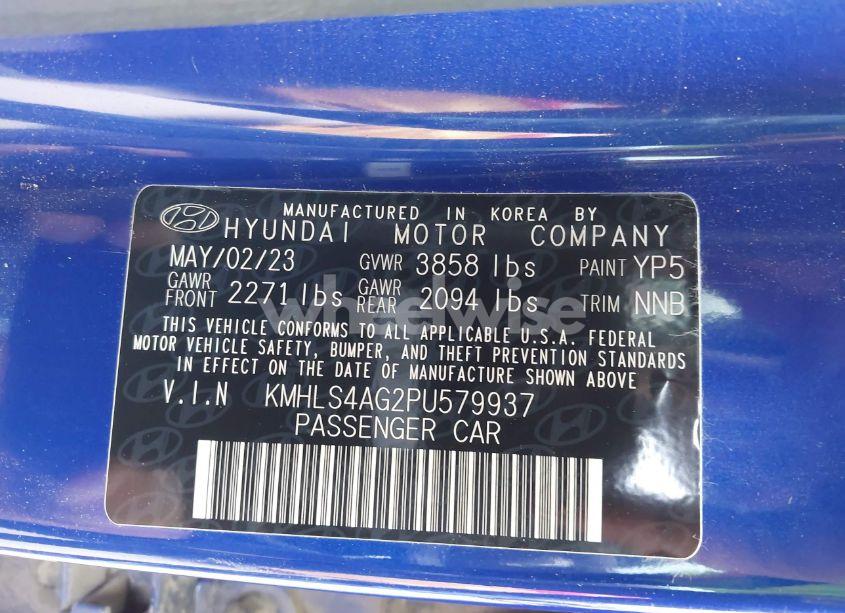 MANUFACTURED IN KOREA BY
HYUNDAI MOTOR COMPANY
MAY/02/23 GVWR 3858 lbs PAINT YP5
GAWR FRONT 2271 lbs GAWR REAR 2094 lbs TRIM NNB
wheelwise
THIS VEHICLE CONFORMS TO ALL APPLICABLE U.S.A. FEDERAL
MOTOR VEHICLE SAFETY, BUMPER, AND THEFT PREVENTION STANDARDS
IN EFFECT ON THE DATE OF MANUFACTURE SHOWN ABOVE
V.I.N KMHLS4AG2PU579937
PASSENGER CAR